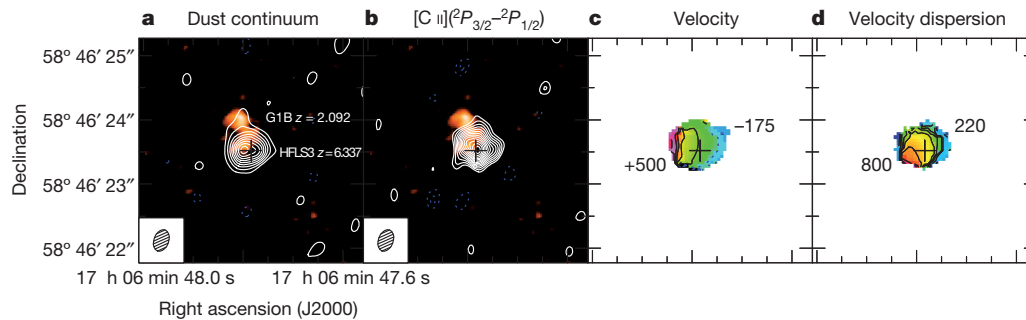 a Dust continuum
b [C II](²P3/2–²P1/2)
c Velocity
d Velocity dispersion
Declination
58° 46′ 25″
58° 46′ 24″
58° 46′ 23″
58° 46′ 22″
G1B z = 2.092
HFLS3 z=6.337
+500
−175
800
220
17 h 06 min 48.0 s
17 h 06 min 47.6 s
Right ascension (J2000)